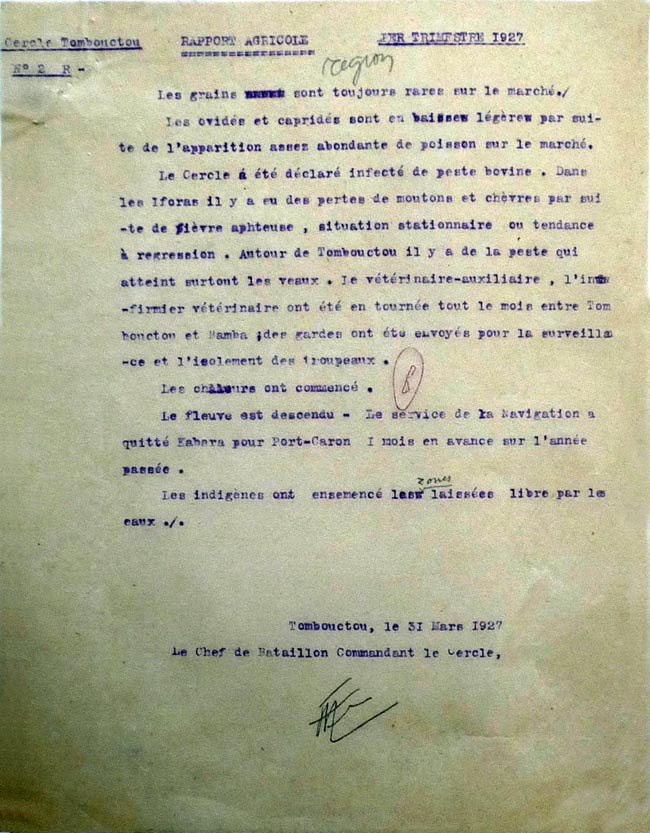 Cercle Tombouctou RAPPORT AGRICOLE IER TRIMESTRE 1927
N° 2 R -
region
Les grains sont toujours rares sur le marché./
Les ovidés et capridés sont en baisses légères par sui-
te de l'apparition assez abondante de poisson sur le marché.
Le Cercle a été déclaré infecté de peste bovine . Dans
les Iforas il y a eu des pertes de moutons et chèvres par sui
-te de fièvre aphteuse , situation stationnaire ou tendance
à regression . Autour de Tombouctou il y a de la peste qui
atteint surtout les veaux . Le vétérinaire-auxiliaire , l'in
-firmier vétérinaire ont été en tournée tout le mois entre Tom
bouctou et Bamba ;des gardes ont été envoyés pour la surveillan
-ce et l'isolement des troupeaux .
Les chaleurs ont commencé .
Le fleuve est descendu - Le service de la Navigation a
quitté Kabara pour Port-Caron I mois en avance sur l'année
passée .
zones
Les indigènes ont ensemencé les laissées libre par les
eaux ./.
Tombouctou, le 31 Mars 1927
Le Chef de Bataillon Commandant le Cercle,